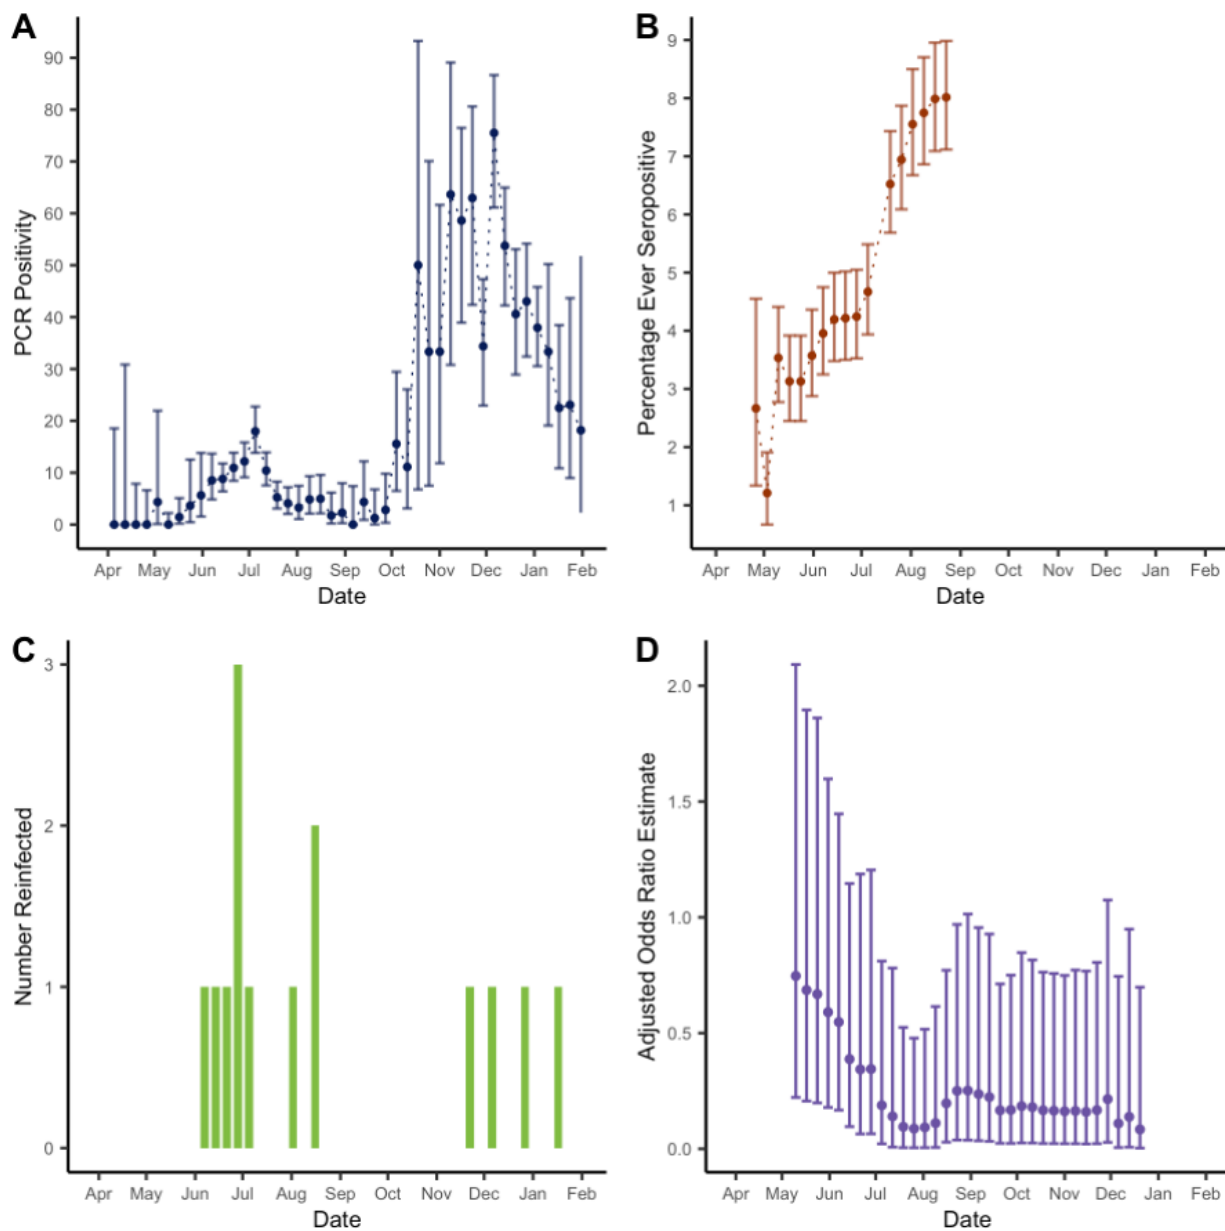 A
PCR Positivity
90
80
70
60
50
40
30
20
10
0
Apr May Jun Jul Aug Sep Oct Nov Dec Jan Feb
Date
B
Percentage Ever Seropositive
9
8
7
6
5
4
3
2
1
Apr May Jun Jul Aug Sep Oct Nov Dec Jan Feb
Date
C
Number Reinfected
3
2
1
0
Apr May Jun Jul Aug Sep Oct Nov Dec Jan Feb
Date
D
Adjusted Odds Ratio Estimate
2.0
1.5
1.0
0.5
0.0
Apr May Jun Jul Aug Sep Oct Nov Dec Jan Feb
Date